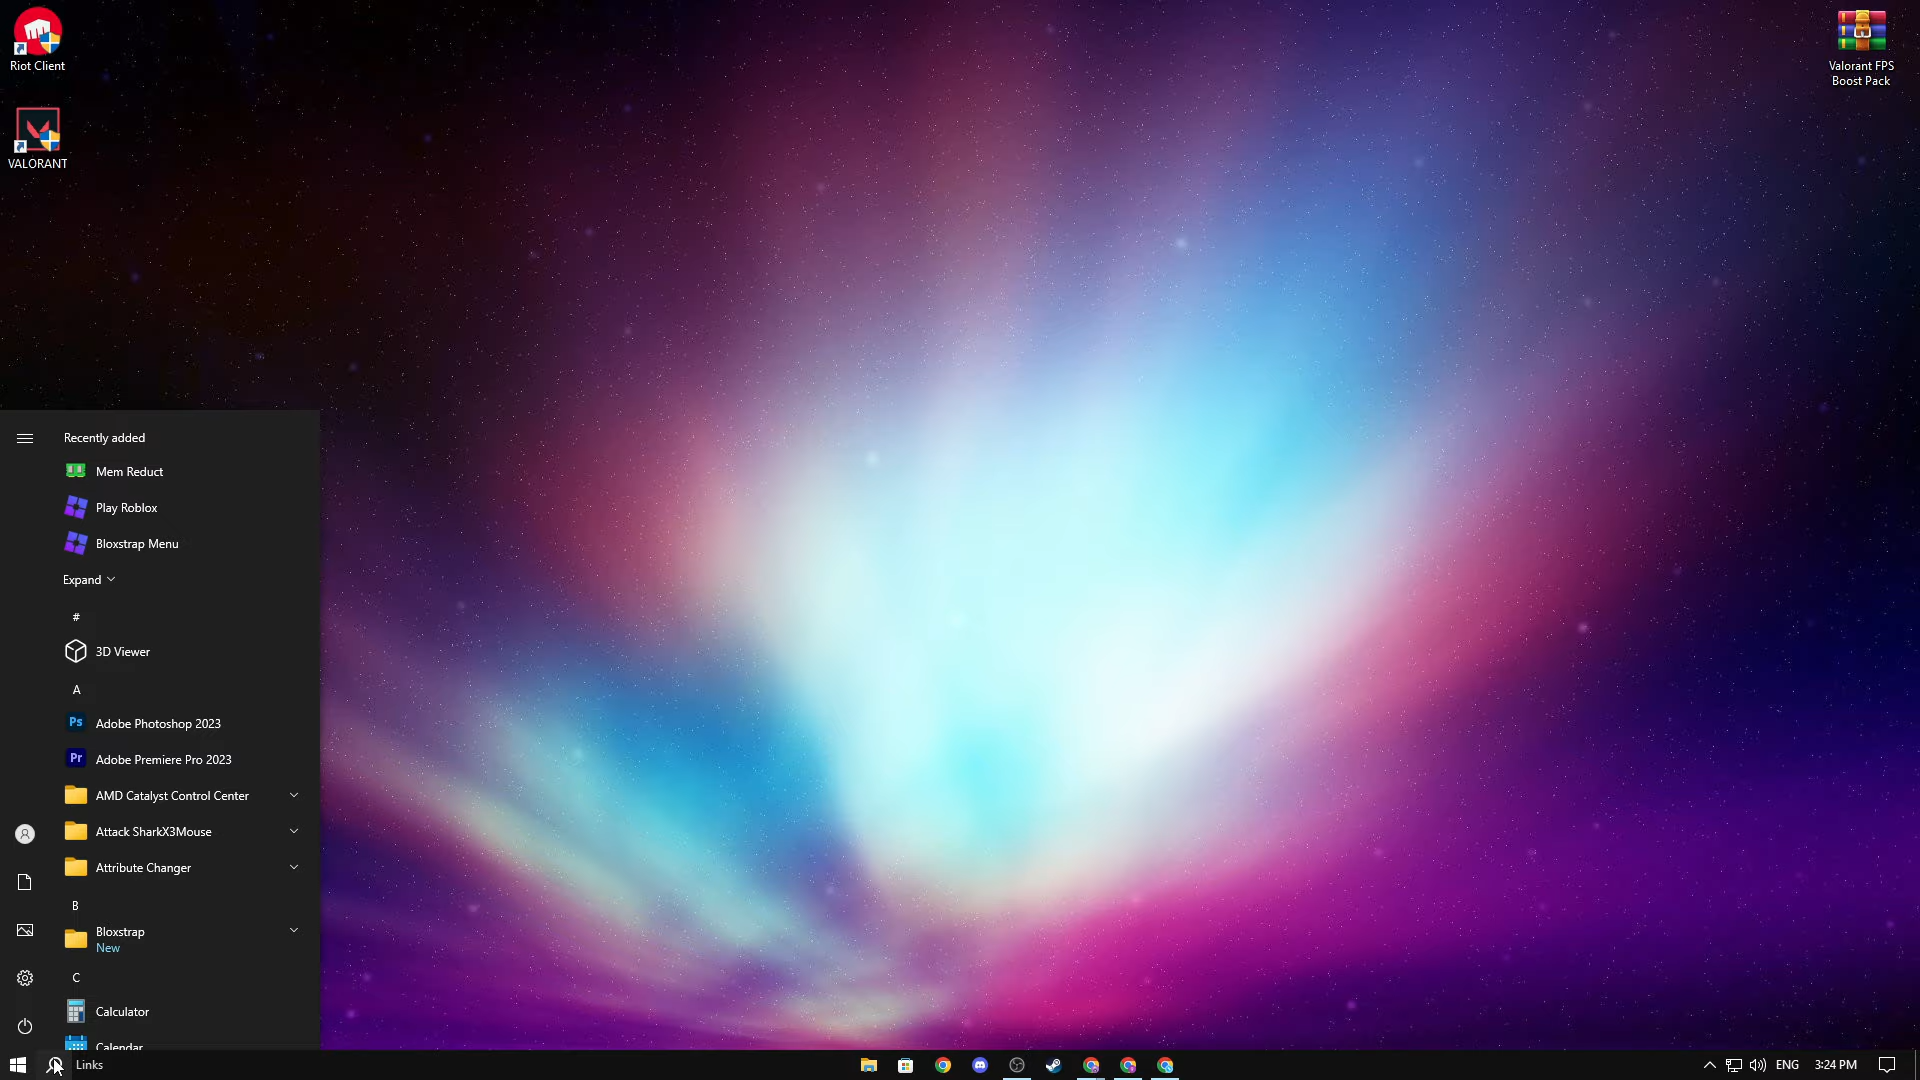 Riot Client
VALORANT
Valorant FPS
Boost Pack
Recently added
Mem Reduct
Play Roblox
Bloxstrap Menu
Expand
#
3D Viewer
A
Ps Adobe Photoshop 2023
Pr Adobe Premiere Pro 2023
AMD Catalyst Control Center
Attack SharkX3Mouse
Attribute Changer
B
Bloxstrap
New
C
Calculator
Calendar
Links
ENG
3:24 PM